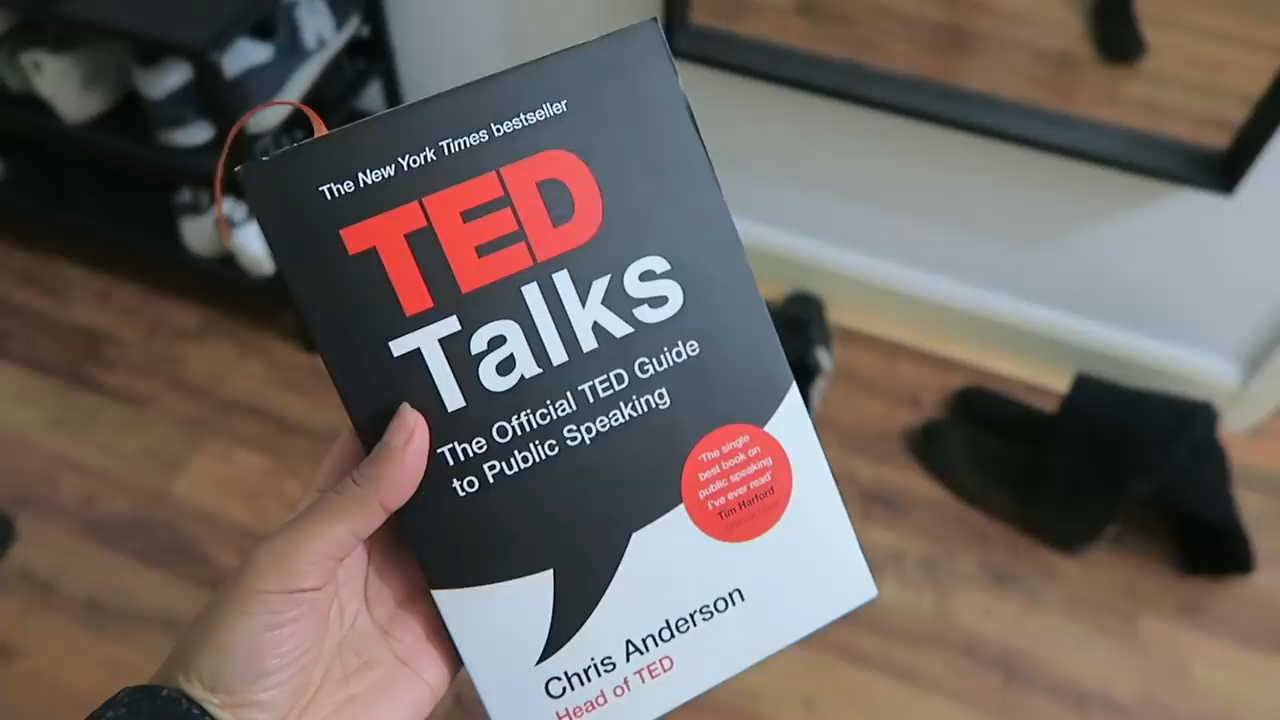 The New York Times bestseller
TED
Talks
The Official TED Guide
to Public Speaking
'The single
best book on
public speaking
I've ever read'
Tim Harford
Chris Anderson
Head of TED